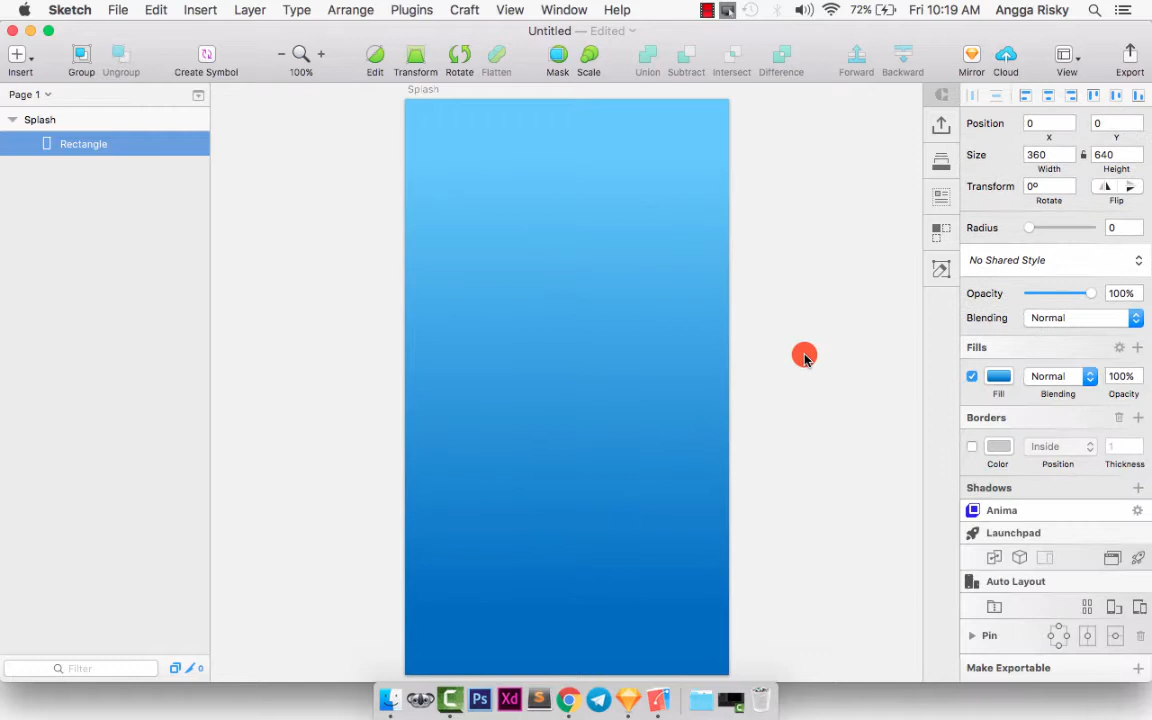 Sketch File Edit Insert Layer Type Arrange Plugins Craft View Window Help 72% Fri 10:19 AM Angga Risky
Untitled — Edited
Insert Group Ungroup Create Symbol 100% Edit Transform Rotate Flatten Mask Scale Union Subtract Intersect Difference Forward Backward Mirror Cloud View Export
Page 1
Splash
Splash
Rectangle
Position 0 0
X Y
Size 360 640
Width Height
Transform 0º
Rotate Flip
Radius 0
No Shared Style
Opacity 100%
Blending Normal
Fills
Normal 100%
Fill Blending Opacity
Borders
Inside 1
Color Position Thickness
Shadows
Anima
Launchpad
Auto Layout
Pin
Make Exportable
Filter 0
Ps Xd S